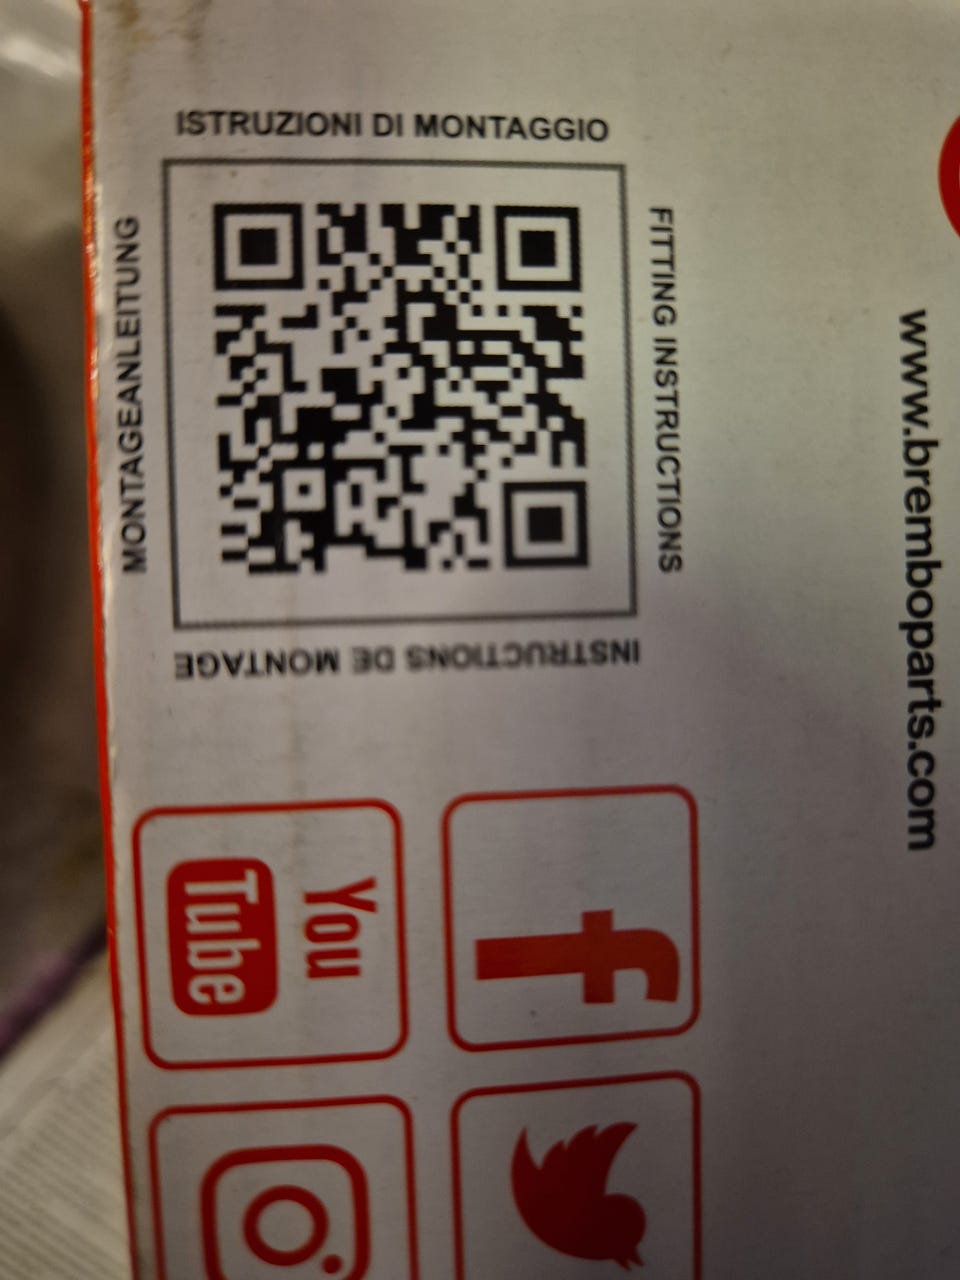 ISTRUZIONI DI MONTAGGIO
FITTING INSTRUCTIONS
INSTRUCTIONS DE MONTAGE
MONTAGEANLEITUNG
www.bremboparts.com
You
Tube
f